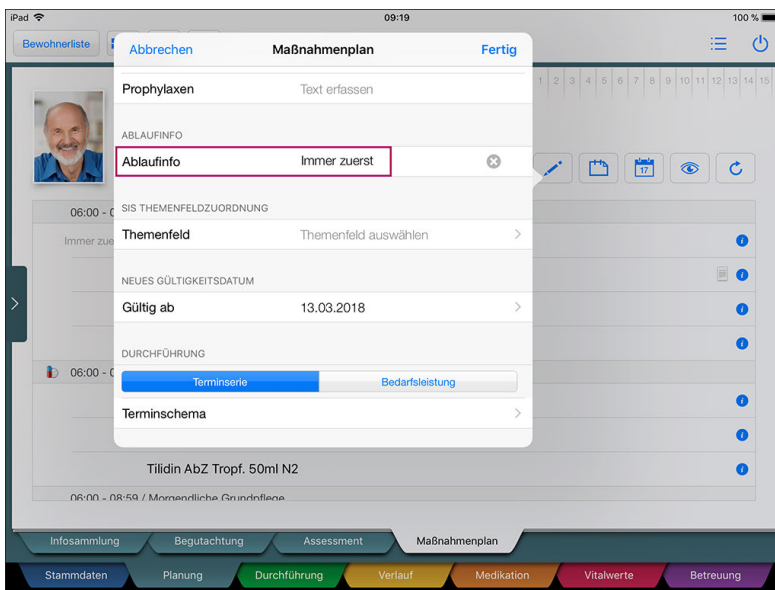 iPad 09:19 100 %
Bewohnerliste
Abbrechen Maßnahmenplan Fertig
1 2 3 4 5 6 7 8 9 10 11 12 13 14 15
Prophylaxen Text erfassen
ABLAUFINFO
Ablaufinfo Immer zuerst
17
06:00 - 0
SIS THEMENFELDZUORDNUNG
Immer zue
Themenfeld Themenfeld auswählen
NEUES GÜLTIGKEITSDATUM
Gültig ab 13.03.2018
DURCHFÜHRUNG
06:00 - 0
Terminserie Bedarfsleistung
Terminschema
Tilidin AbZ Tropf. 50ml N2
06:00 - 08:59 / Morgendliche Grundpflege
Infosammlung Begutachtung Assessment Maßnahmenplan
Stammdaten Planung Durchführung Verlauf Medikation Vitalwerte Betreuung